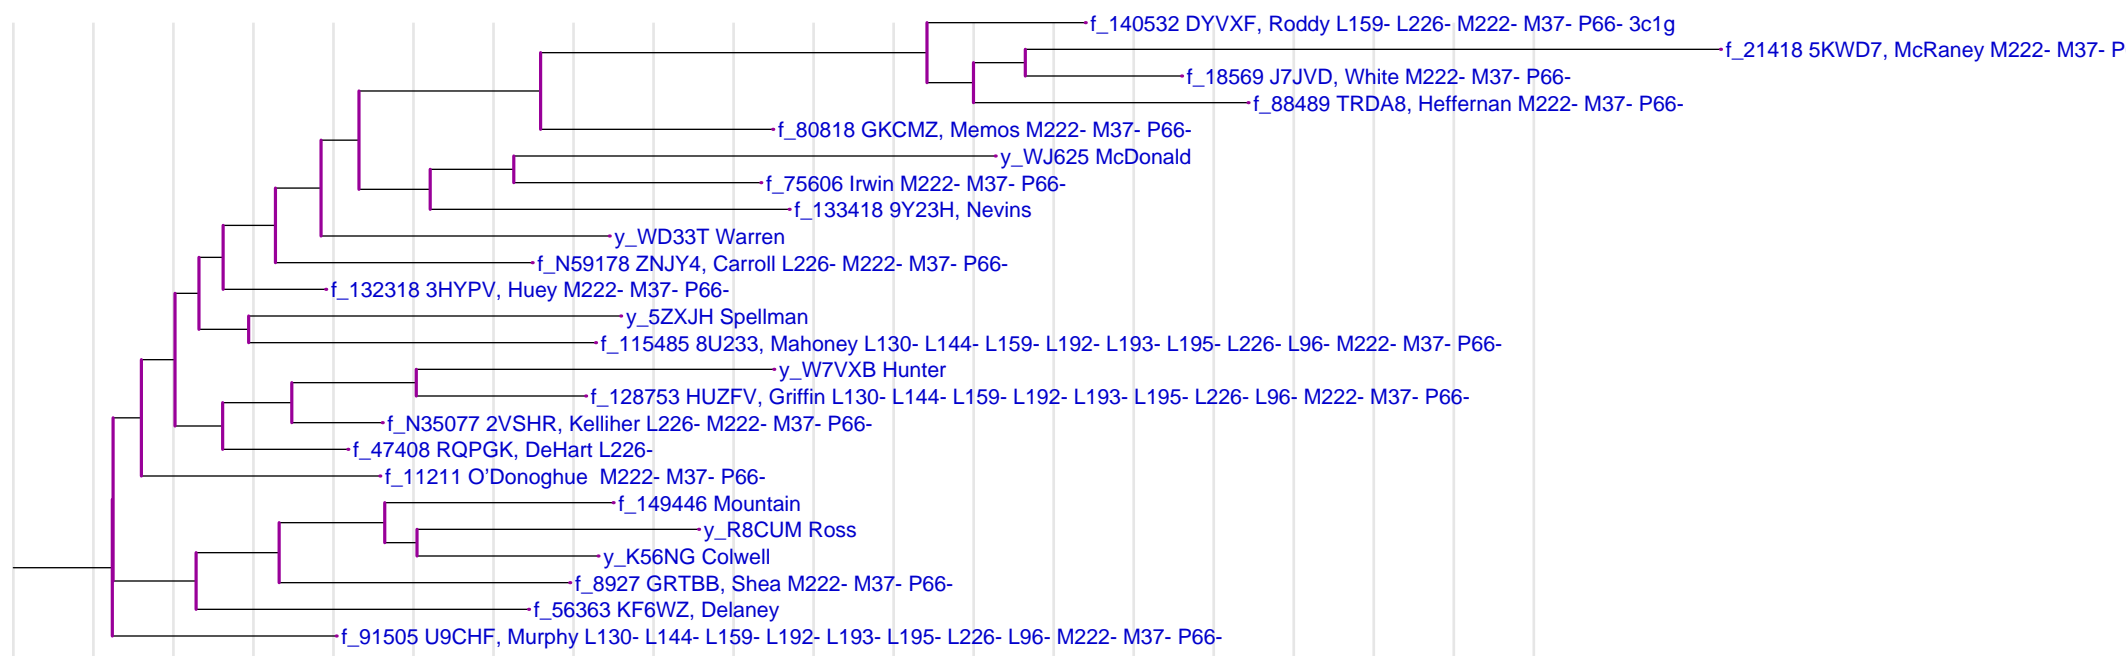 f_140532 DYVXF, Roddy L159- L226- M222- M37- P66- 3c1g
f_21418 5KWD7, McRaney M222- M37- P
f_18569 J7JVD, White M222- M37- P66-
f_88489 TRDA8, Heffernan M222- M37- P66-
f_80818 GKCMZ, Memos M222- M37- P66-
y_WJ625 McDonald
f_75606 Irwin M222- M37- P66-
f_133418 9Y23H, Nevins
y_WD33T Warren
f_N59178 ZNJY4, Carroll L226- M222- M37- P66-
f_132318 3HYPV, Huey M222- M37- P66-
y_5ZXJH Spellman
f_115485 8U233, Mahoney L130- L144- L159- L192- L193- L195- L226- L96- M222- M37- P66-
y_W7VXB Hunter
f_128753 HUZFV, Griffin L130- L144- L159- L192- L193- L195- L226- L96- M222- M37- P66-
f_N35077 2VSHR, Kelliher L226- M222- M37- P66-
f_47408 RQPGK, DeHart L226-
f_11211 O'Donoghue  M222- M37- P66-
f_149446 Mountain
y_R8CUM Ross
y_K56NG Colwell
f_8927 GRTBB, Shea M222- M37- P66-
f_56363 KF6WZ, Delaney
f_91505 U9CHF, Murphy L130- L144- L159- L192- L193- L195- L226- L96- M222- M37- P66-